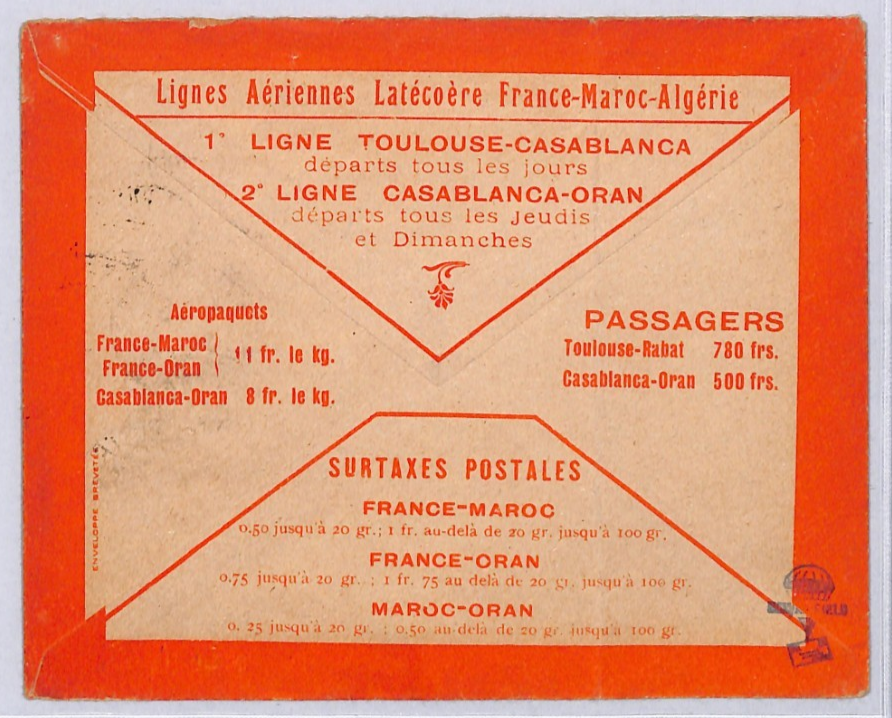 Lignes Aériennes Latécoère France-Maroc-Algérie
1° LIGNE TOULOUSE-CASABLANCA
départs tous les jours
2° LIGNE CASABLANCA-ORAN
départs tous les Jeudis
et Dimanches
Aéropaquets
France-Maroc
France-Oran
11 fr. le kg.
Casablanca-Oran 8 fr. le kg.
PASSAGERS
Toulouse-Rabat 780 frs.
Casablanca-Oran 500 frs.
SURTAXES POSTALES
FRANCE-MAROC
0.50 jusqu'à 20 gr.; 1 fr. au-delà de 20 gr. jusqu'à 100 gr.
FRANCE-ORAN
0.75 jusqu'à 20 gr. ; 1 fr. 75 au delà de 20 gr. jusqu'à 100 gr.
MAROC-ORAN
0. 25 jusqu'à 20 gr. ; 0.50 au-delà de 20 gr. jusqu'à 100 gr.
ENVELOPPE BREVETÉE